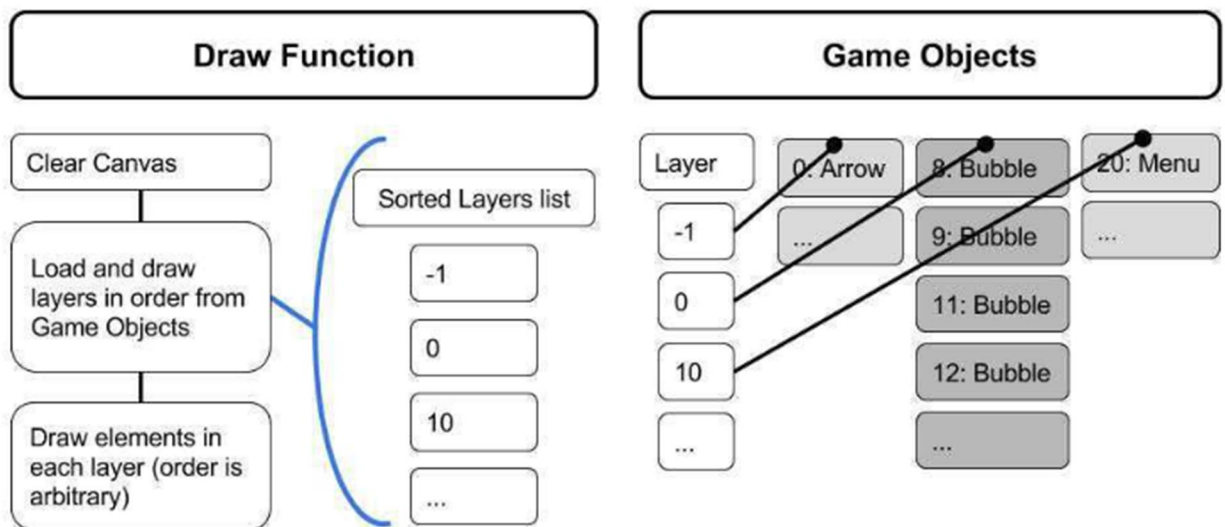 Draw Function
Clear Canvas
Load and draw
layers in order from
Game Objects
Draw elements in
each layer (order is
arbitrary)
Sorted Layers list
-1
0
10
...
Game Objects
Layer
-1
0
10
...
0: Arrow
...
8: Bubble
9: Bubble
11: Bubble
12: Bubble
...
20: Menu
...